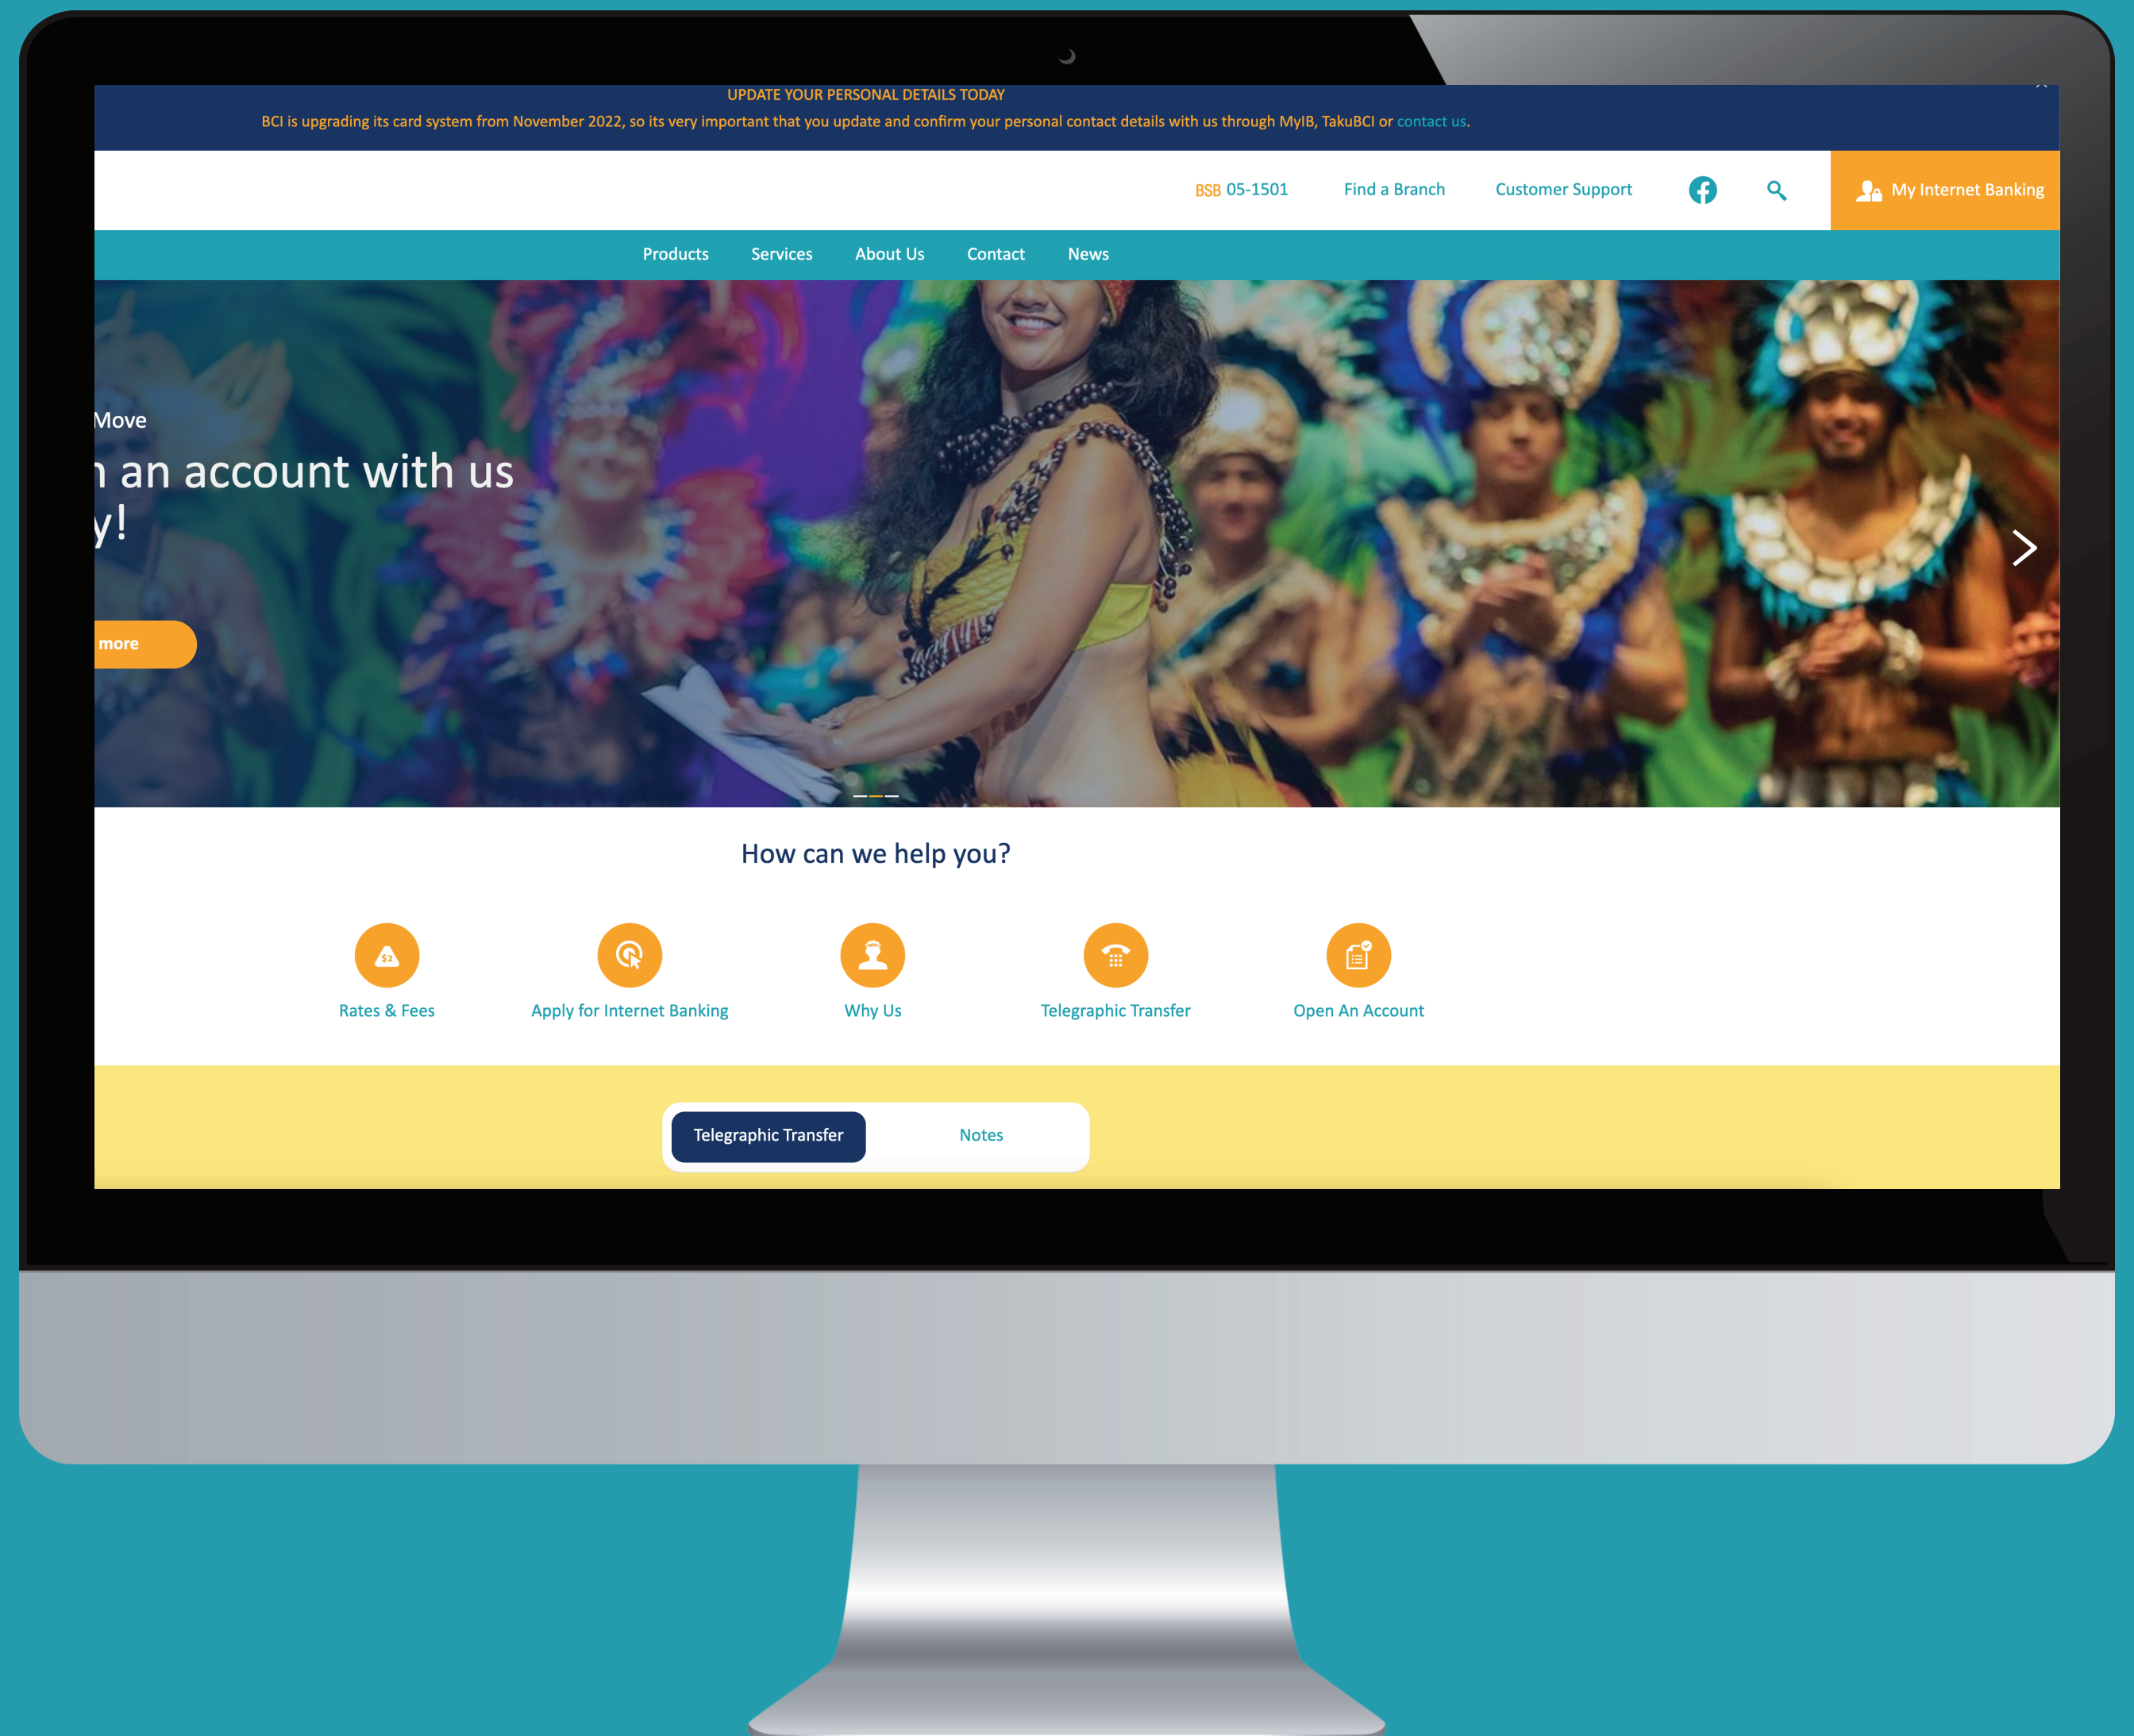 UPDATE YOUR PERSONAL DETAILS TODAY
BCI is upgrading its card system from November 2022, so its very important that you update and confirm your personal contact details with us through MyIB, TakuBCI or contact us.
BSB 05-1501 Find a Branch Customer Support My Internet Banking
Products Services About Us Contact News
Move
an account with us
y!
more
How can we help you?
$2
Rates & Fees Apply for Internet Banking Why Us Telegraphic Transfer Open An Account
Telegraphic Transfer Notes